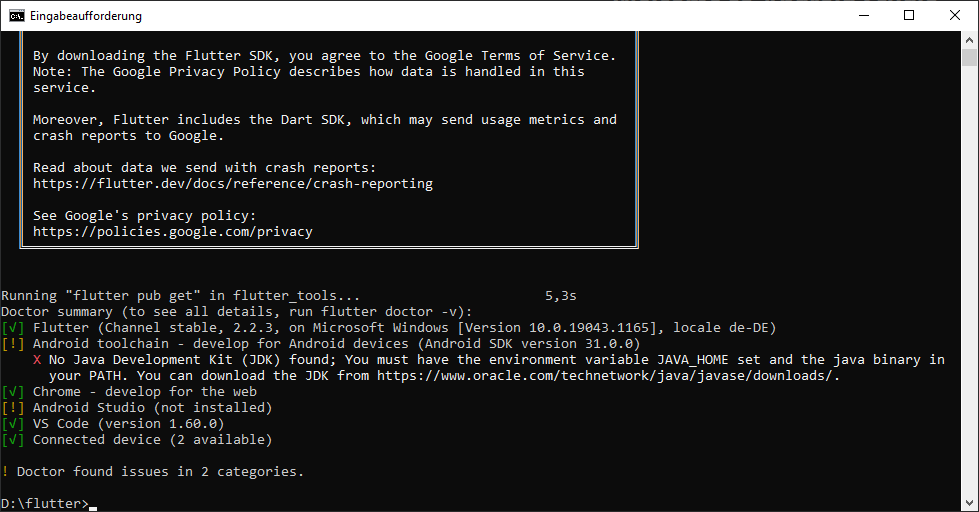 Eingabeaufforderung
By downloading the Flutter SDK, you agree to the Google Terms of Service.
Note: The Google Privacy Policy describes how data is handled in this
service.
Moreover, Flutter includes the Dart SDK, which may send usage metrics and
crash reports to Google.
Read about data we send with crash reports:
https://flutter.dev/docs/reference/crash-reporting
See Google's privacy policy:
https://policies.google.com/privacy
Running "flutter pub get" in flutter_tools... 5,3s
Doctor summary (to see all details, run flutter doctor -v):
[√] Flutter (Channel stable, 2.2.3, on Microsoft Windows [Version 10.0.19043.1165], locale de-DE)
[!] Android toolchain - develop for Android devices (Android SDK version 31.0.0)
X No Java Development Kit (JDK) found; You must have the environment variable JAVA_HOME set and the java binary in
your PATH. You can download the JDK from https://www.oracle.com/technetwork/java/javase/downloads/.
[√] Chrome - develop for the web
[!] Android Studio (not installed)
[√] VS Code (version 1.60.0)
[√] Connected device (2 available)
! Doctor found issues in 2 categories.
D:\flutter>